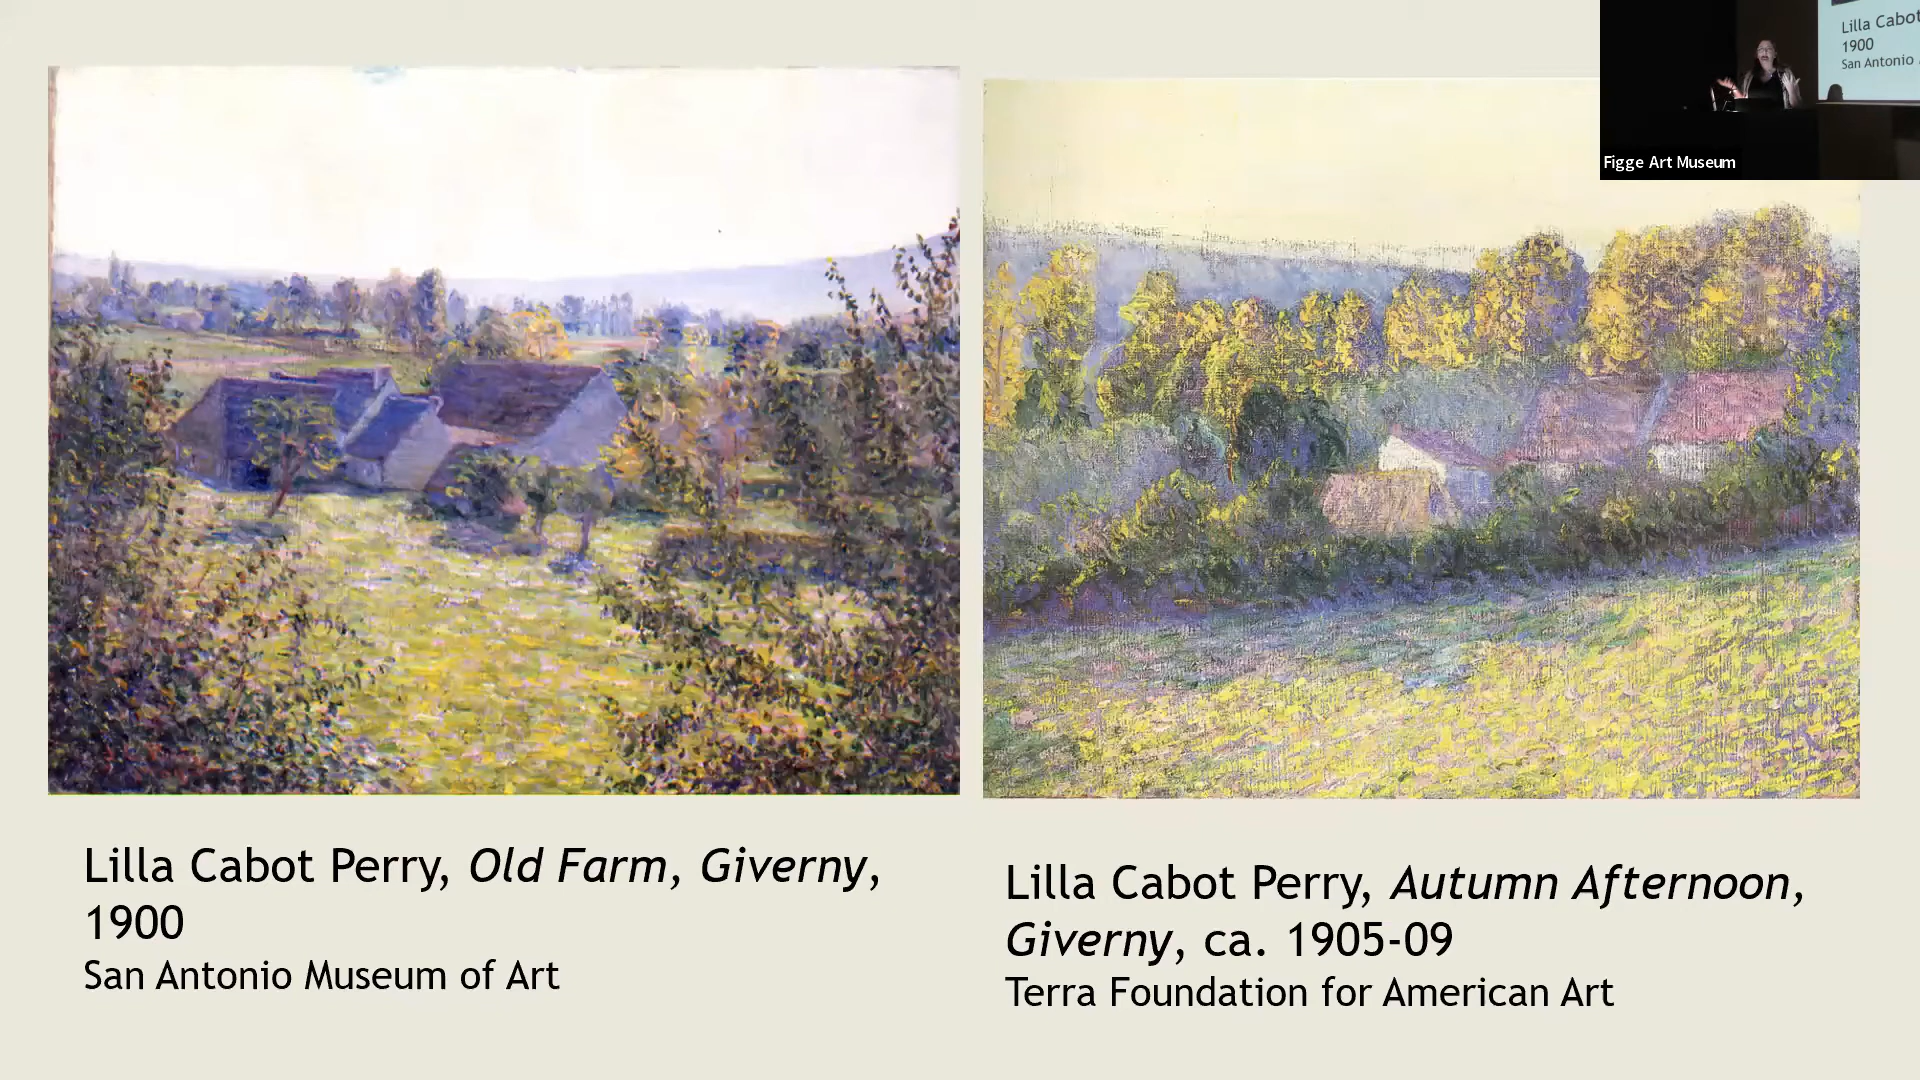 Lilla Cabot Perry, Old Farm, Giverny,
1900
San Antonio Museum of Art
Lilla Cabot Perry, Autumn Afternoon,
Giverny, ca. 1905-09
Terra Foundation for American Art
Lilla Cabot
1900
San Antonio
Figge Art Museum